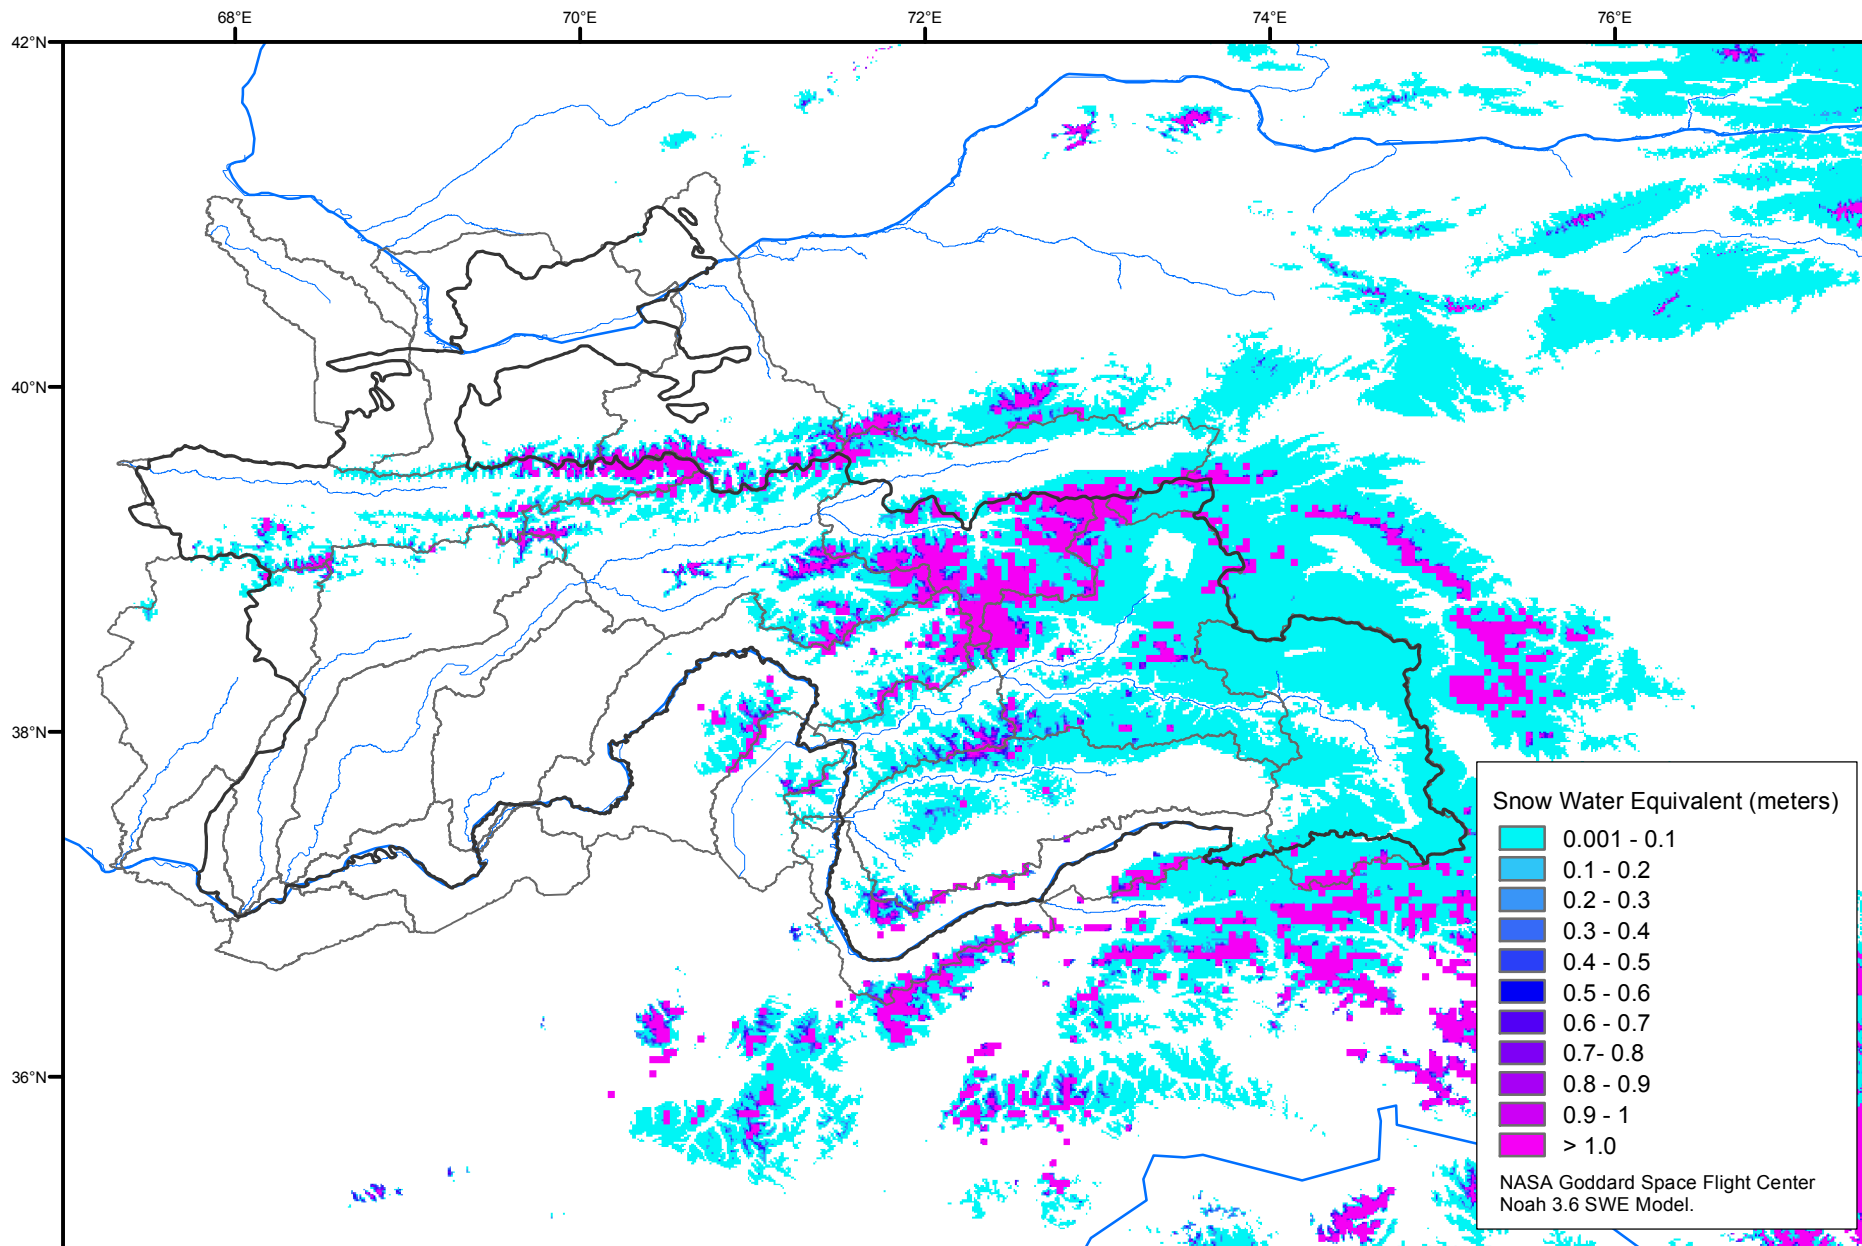 68°E 70°E 72°E 74°E 76°E
42°N
40°N
38°N
36°N
Snow Water Equivalent (meters)
0.001 - 0.1
0.1 - 0.2
0.2 - 0.3
0.3 - 0.4
0.4 - 0.5
0.5 - 0.6
0.6 - 0.7
0.7- 0.8
0.8 - 0.9
0.9 - 1
> 1.0
NASA Goddard Space Flight Center
Noah 3.6 SWE Model.